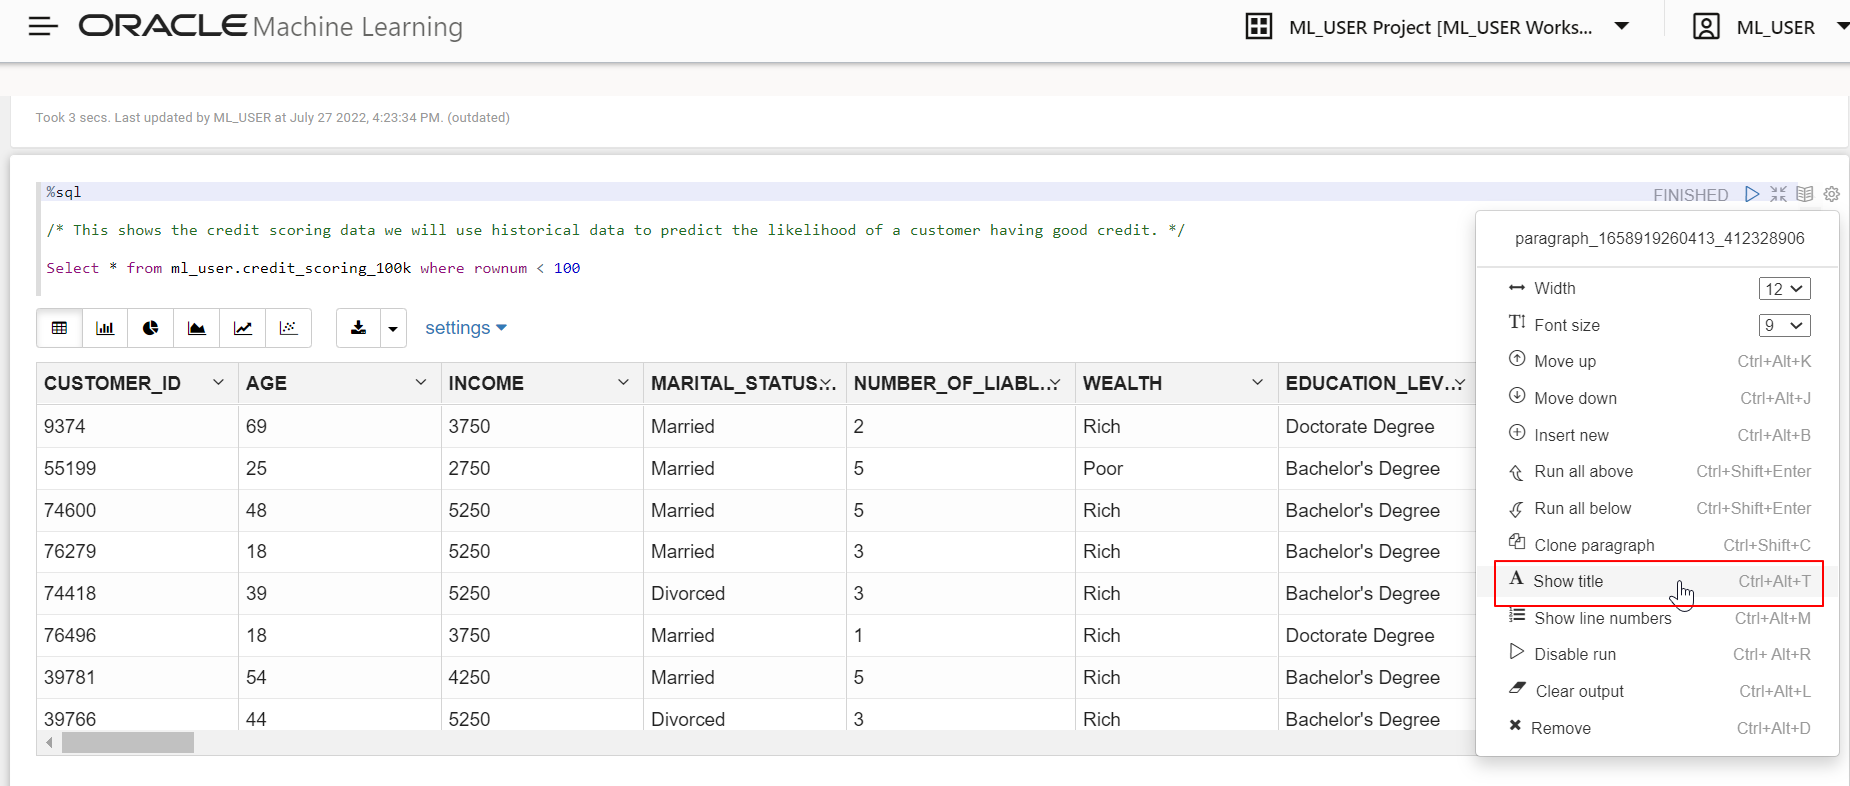 ORACLE Machine Learning
ML_USER Project [ML_USER Works...
ML_USER
Took 3 secs. Last updated by ML_USER at July 27 2022, 4:23:34 PM. (outdated)
%sql
FINISHED
/* This shows the credit scoring data we will use historical data to predict the likelihood of a customer having good credit. */
Select * from ml_user.credit_scoring_100k where rownum < 100
settings
CUSTOMER_ID AGE INCOME MARITAL_STATUS... NUMBER_OF_LIABL... WEALTH EDUCATION_LEV...
9374 69 3750 Married 2 Rich Doctorate Degree
55199 25 2750 Married 5 Poor Bachelor's Degree
74600 48 5250 Married 5 Rich Bachelor's Degree
76279 18 5250 Married 3 Rich Bachelor's Degree
74418 39 5250 Divorced 3 Rich Bachelor's Degree
76496 18 3750 Married 1 Rich Doctorate Degree
39781 54 4250 Married 5 Rich Bachelor's Degree
39766 44 5250 Divorced 3 Rich Bachelor's Degree
paragraph_1658919260413_412328906
Width 12
Font size 9
Move up Ctrl+Alt+K
Move down Ctrl+Alt+J
Insert new Ctrl+Alt+B
Run all above Ctrl+Shift+Enter
Run all below Ctrl+Shift+Enter
Clone paragraph Ctrl+Shift+C
Show title Ctrl+Alt+T
Show line numbers Ctrl+Alt+M
Disable run Ctrl+ Alt+R
Clear output Ctrl+Alt+L
Remove Ctrl+Alt+D